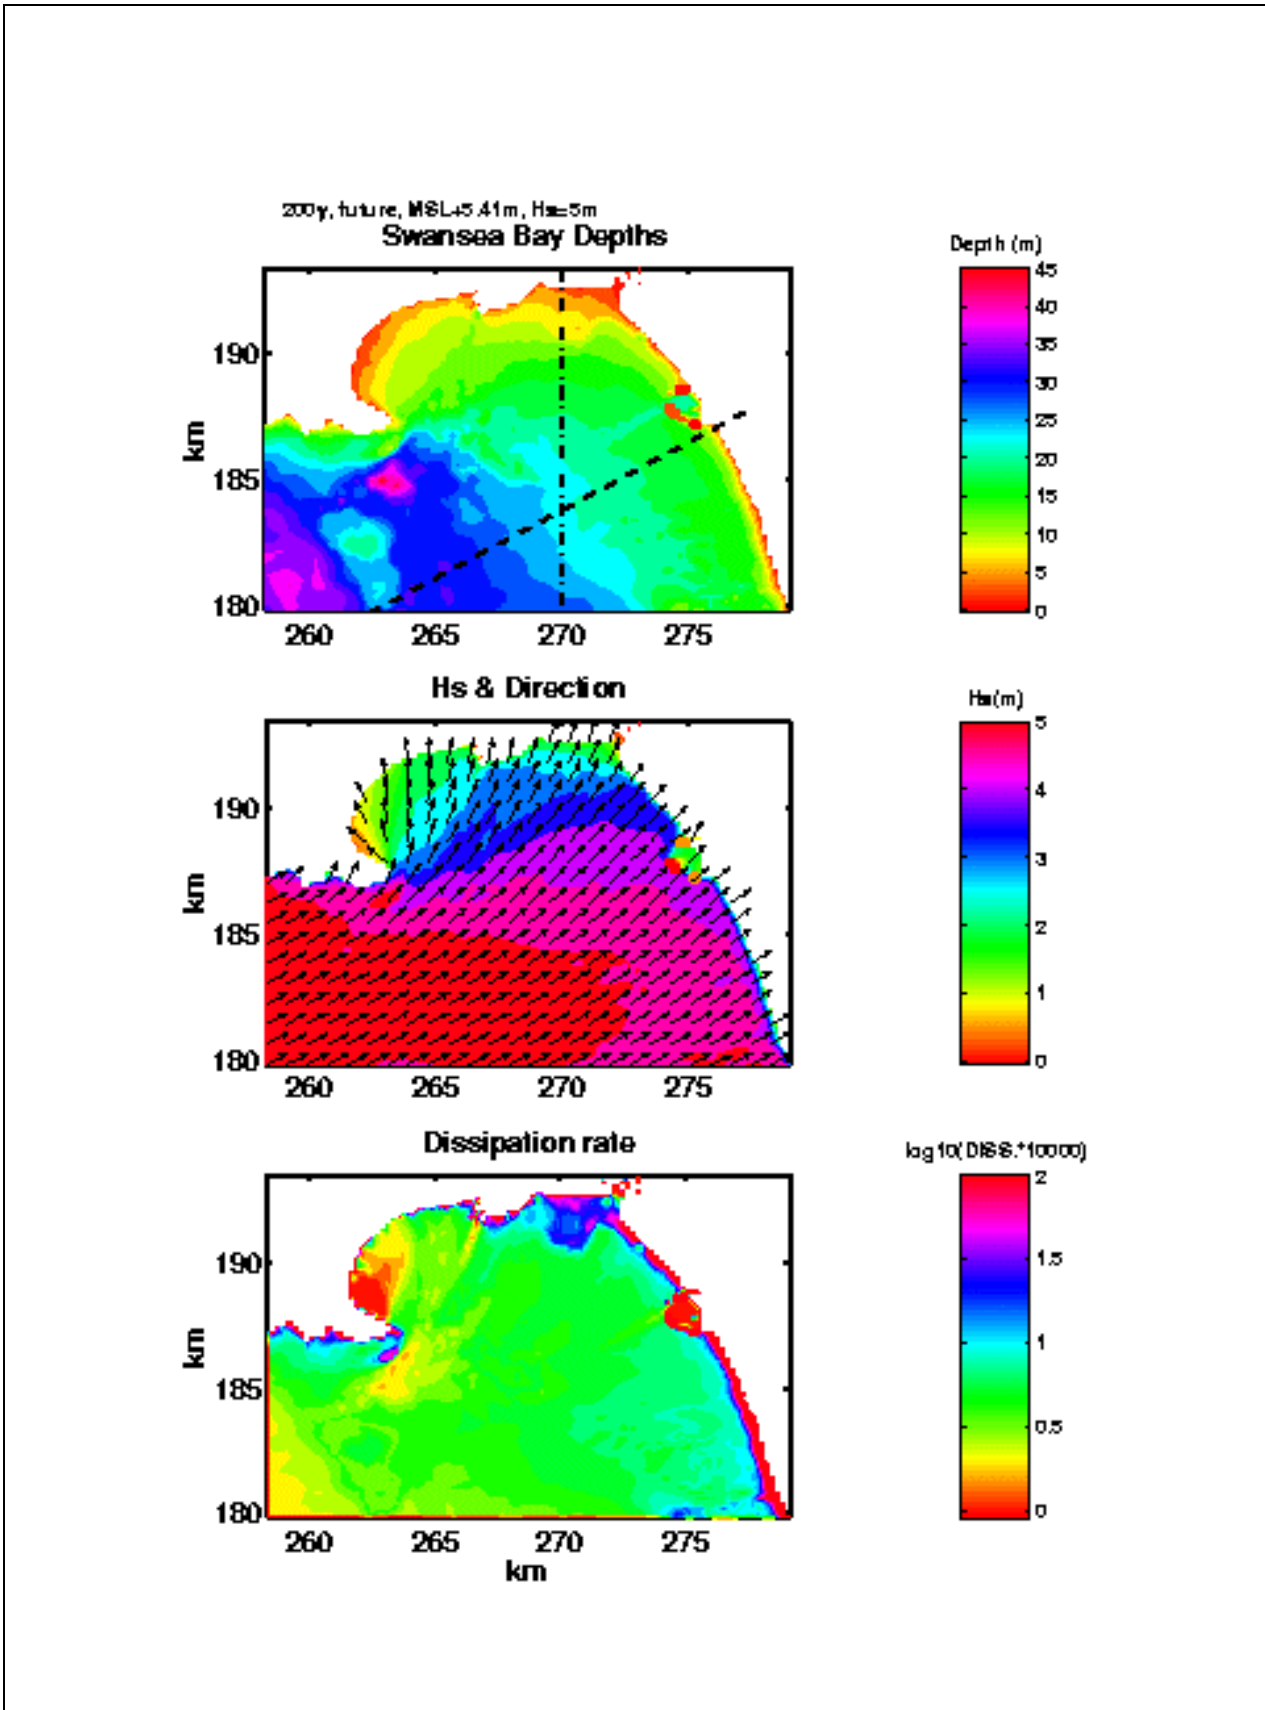 200y, future, MSL+5.41m, Hs=5m
Swansea Bay Depths
Depth (m)
45
40
35
30
25
20
15
10
5
0
190
185
180
km
260 265 270 275
Hs & Direction
Hs(m)
5
4
3
2
1
0
190
185
180
km
260 265 270 275
Dissipation rate
log10(DISS.*10000)
2
1.5
1
0.5
0
190
185
180
km
260 265 270 275
km